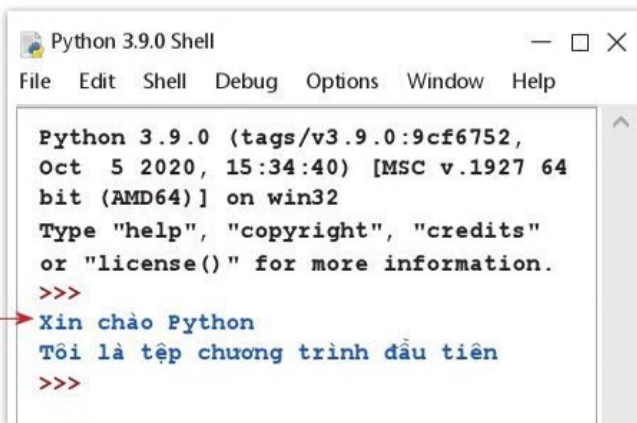 Python 3.9.0 Shell
File Edit Shell Debug Options Window Help
Python 3.9.0 (tags/v3.9.0:9cf6752,
Oct  5 2020, 15:34:40) [MSC v.1927 64
bit (AMD64)] on win32
Type "help", "copyright", "credits"
or "license()" for more information.
>>>
Xin chào Python
Tôi là tệp chương trình đầu tiên
>>>